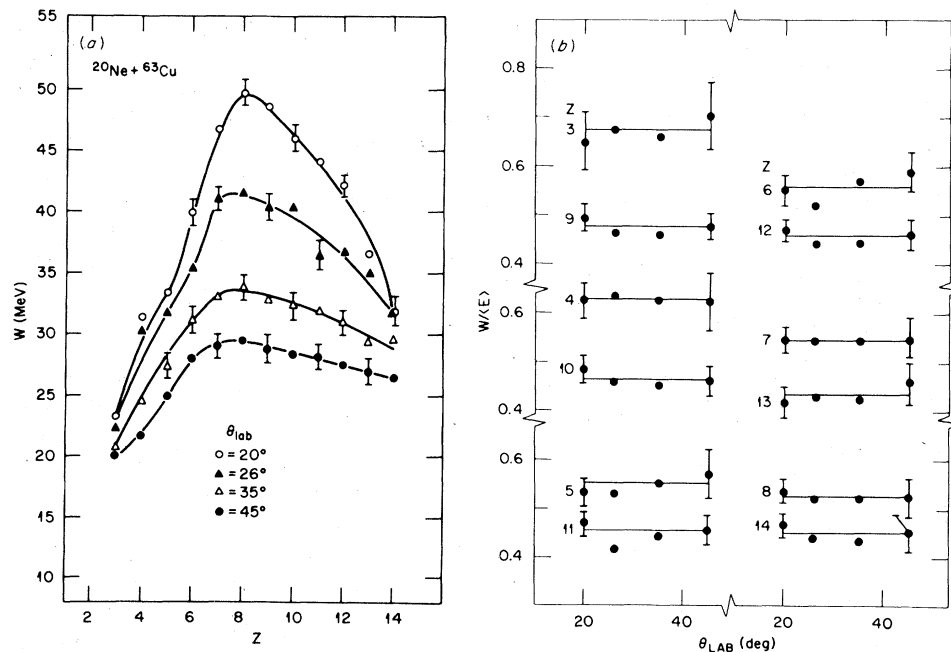 (a)
20Ne + 63Cu
W (MeV)
55
50
45
40
35
30
25
20
15
10
θlab
○ = 20°
▲ = 26°
△ = 35°
● = 45°
2 4 6 8 10 12 14
Z
(b)
W/⟨E⟩
0.8
0.6
0.4
0.6
0.4
0.6
0.4
Z
3
9
4
10
5
11
Z
6
12
7
13
8
14
20 40 20 40
θLAB (deg)